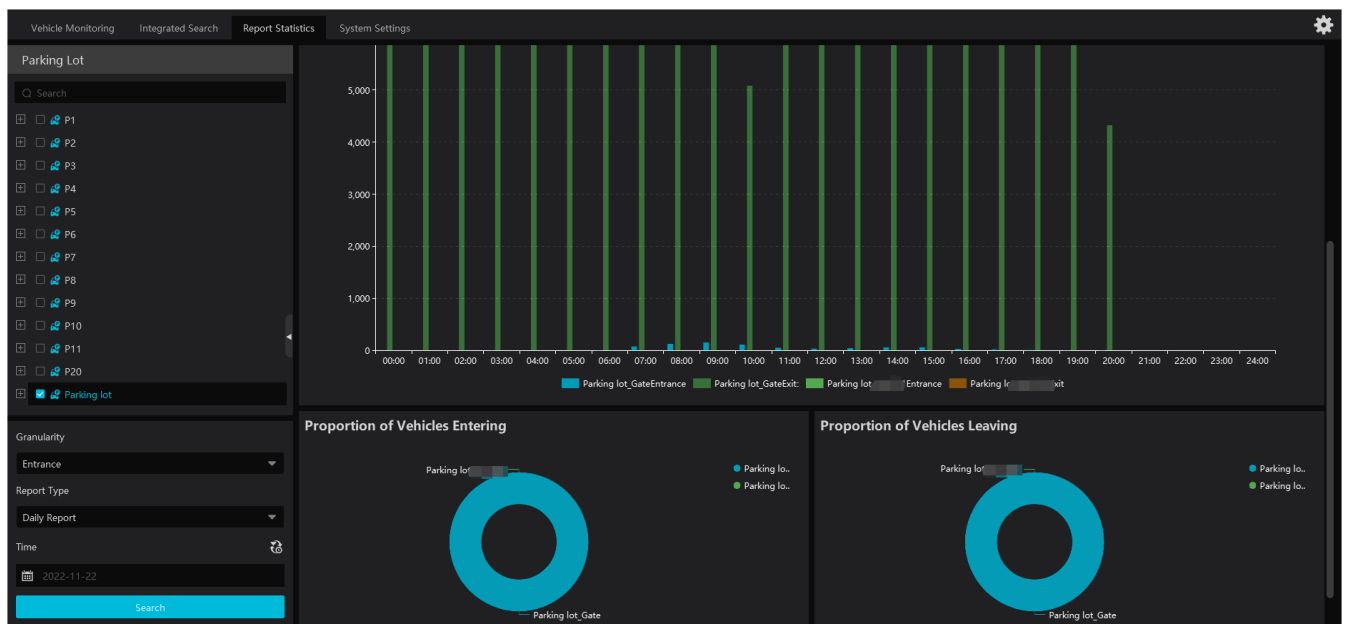 Vehicle Monitoring Integrated Search Report Statistics System Settings
Parking Lot
Search
P1
P2
P3
P4
P5
P6
P7
P8
P9
P10
P11
P20
Parking lot
Granularity
Entrance
Report Type
Daily Report
Time
2022-11-22
Search
5,000
4,000
3,000
2,000
1,000
0
00:00 01:00 02:00 03:00 04:00 05:00 06:00 07:00 08:00 09:00 10:00 11:00 12:00 13:00 14:00 15:00 16:00 17:00 18:00 19:00 20:00 21:00 22:00 23:00 24:00
Parking lot_GateEntrance Parking lot_GateExit: Parking lot Entrance Parking
Proportion of Vehicles Entering
Parking lot
Parking lo..
Parking lo..
Parking lot_Gate
Proportion of Vehicles Leaving
Parking lot
Parking lo..
Parking lo..
Parking lot_Gate